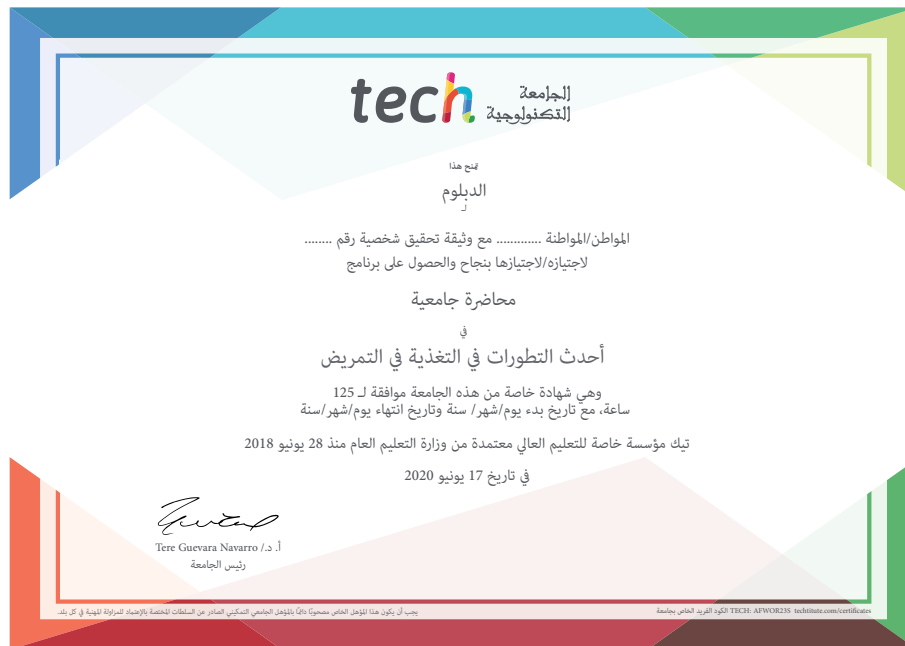 tech الجامعة
التكنولوجية
يمنح هذا
الدبلوم
لـ
المواطن/المواطنة ............ مع وثيقة تحقيق شخصية رقم ........
لاجتيازه/لاجتيازها بنجاح والحصول على برنامج
محاضرة جامعية
في
أحدث التطورات في التغذية في التمريض
وهي شهادة خاصة من هذه الجامعة موافقة لـ 125
ساعة، مع تاريخ بدء يوم/شهر/ سنة وتاريخ انتهاء يوم/شهر/سنة
تيك مؤسسة خاصة للتعليم العالي معتمدة من وزارة التعليم العام منذ 28 يونيو 2018
في تاريخ 17 يونيو 2020
أ. د./ Tere Guevara Navarro
رئيس الجامعة
يجب أن يكون هذا المؤهل الخاص مصحوبًا دائمًا بالمؤهل الجامعي التمكيني الصادر عن السلطات المختصة بالإعتماد للمزاولة المهنية في كل بلد.
الكود الفريد الخاص بجامعة TECH: AFWOR23S techtitute.com/certificates